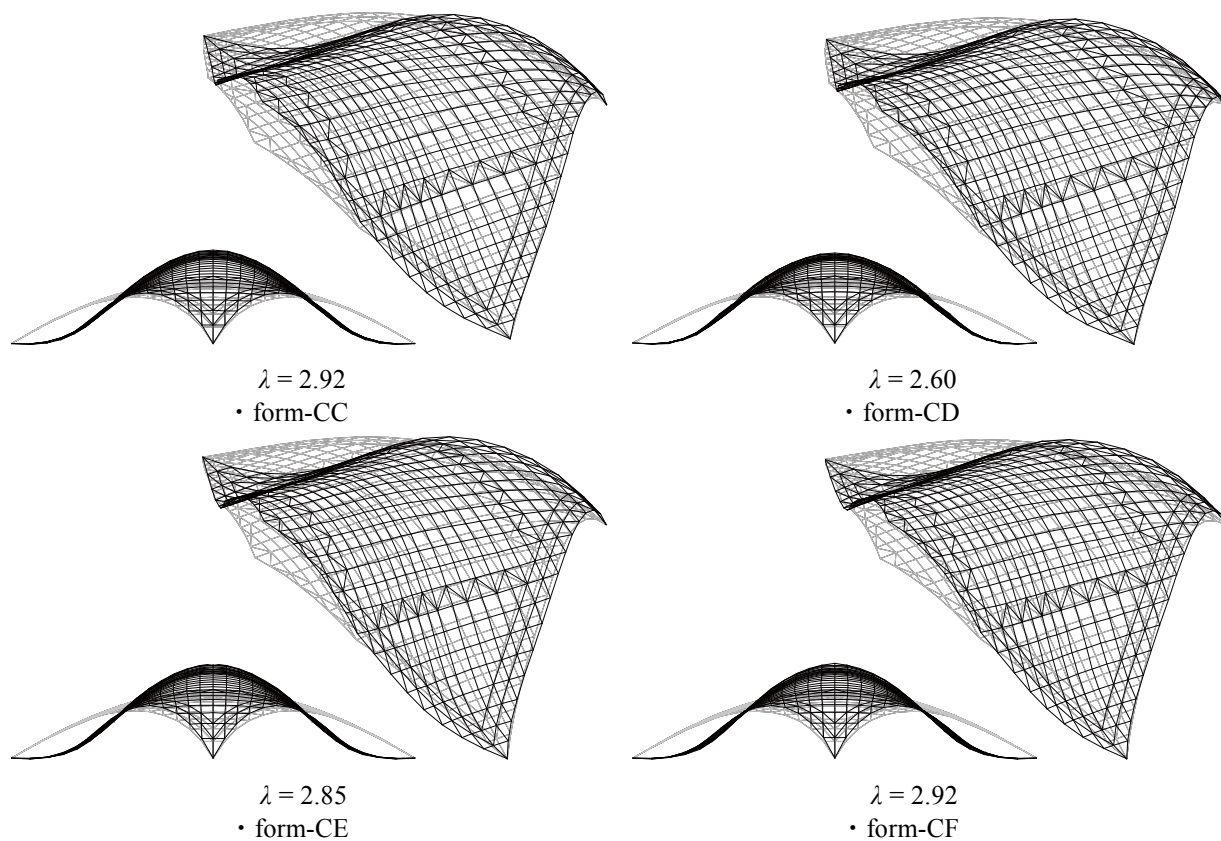 λ = 2.92
・form-CC
λ = 2.60
・form-CD
λ = 2.85
・form-CE
λ = 2.92
・form-CF